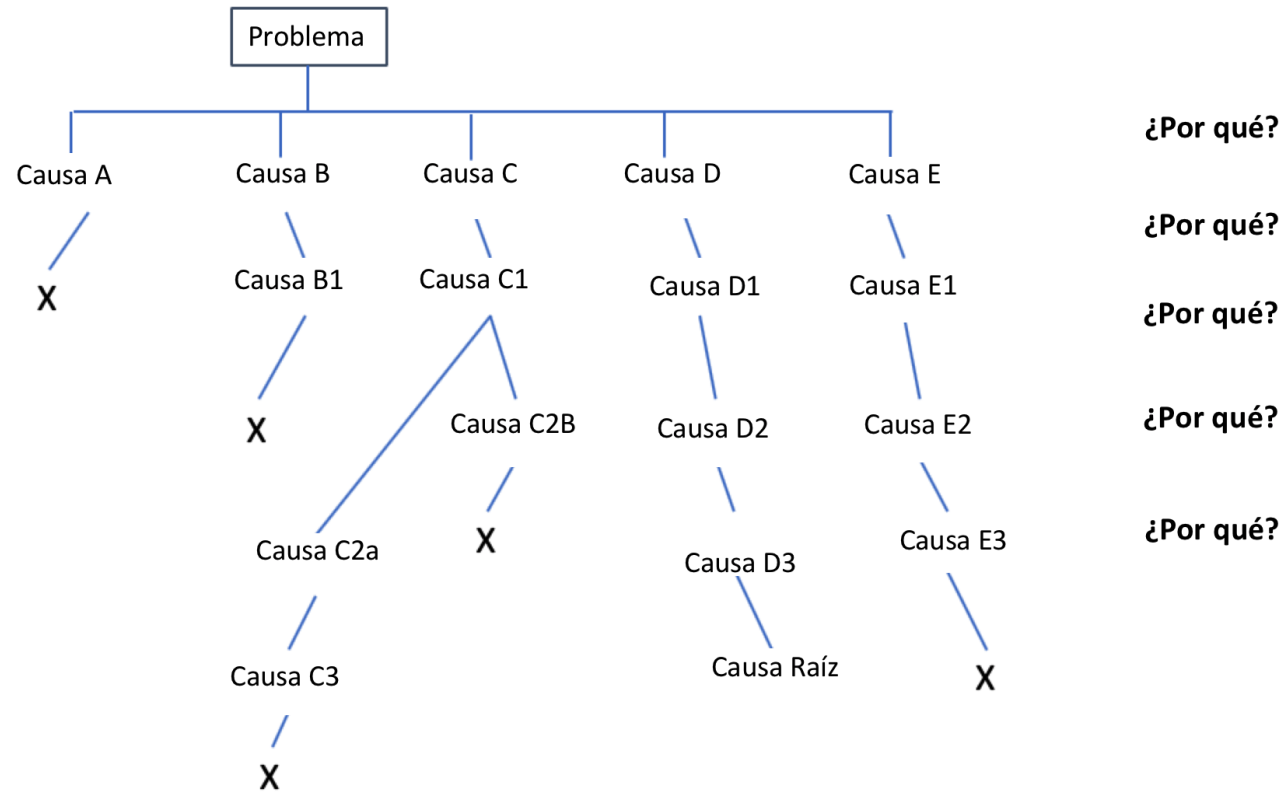 Problema
¿Por qué?
Causa A
Causa B
Causa C
Causa D
Causa E
¿Por qué?
Causa B1
Causa C1
Causa D1
Causa E1
X
¿Por qué?
X
Causa C2B
Causa D2
Causa E2
¿Por qué?
Causa C2a
X
Causa D3
Causa E3
¿Por qué?
Causa C3
Causa Raíz
X
X